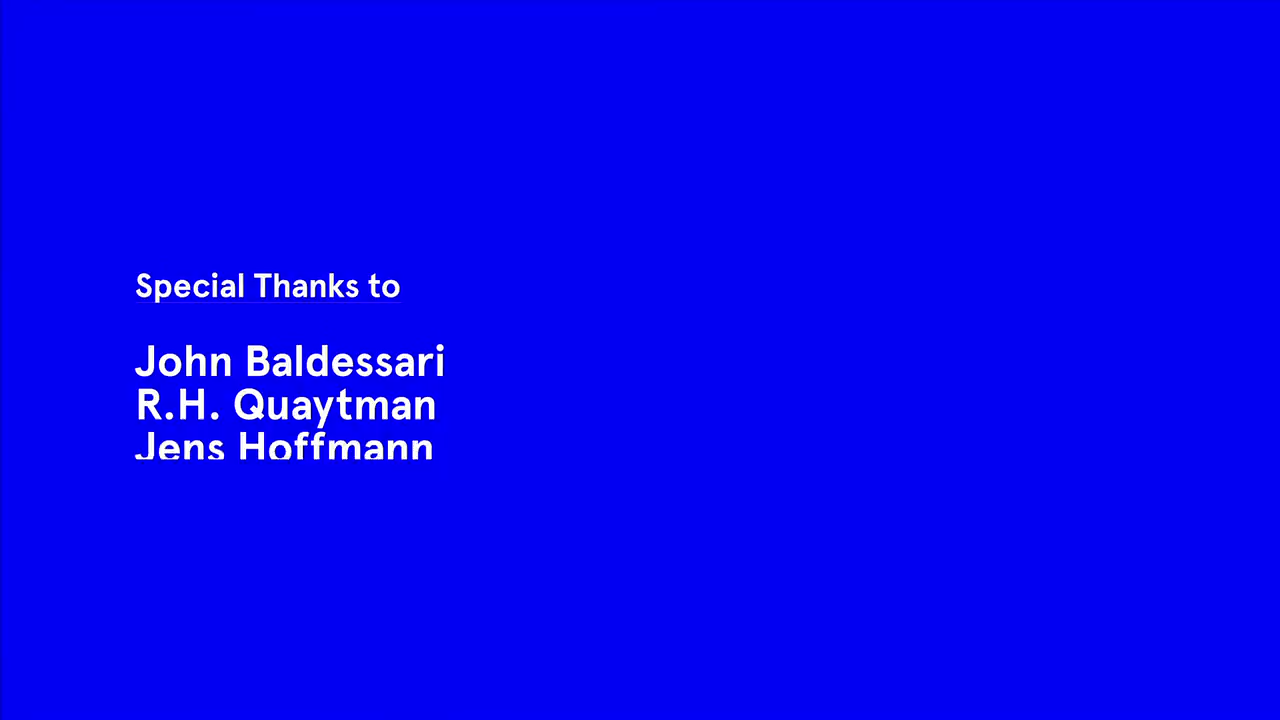 Special Thanks to
John Baldessari
R.H. Quaytman
Jens Hoffmann